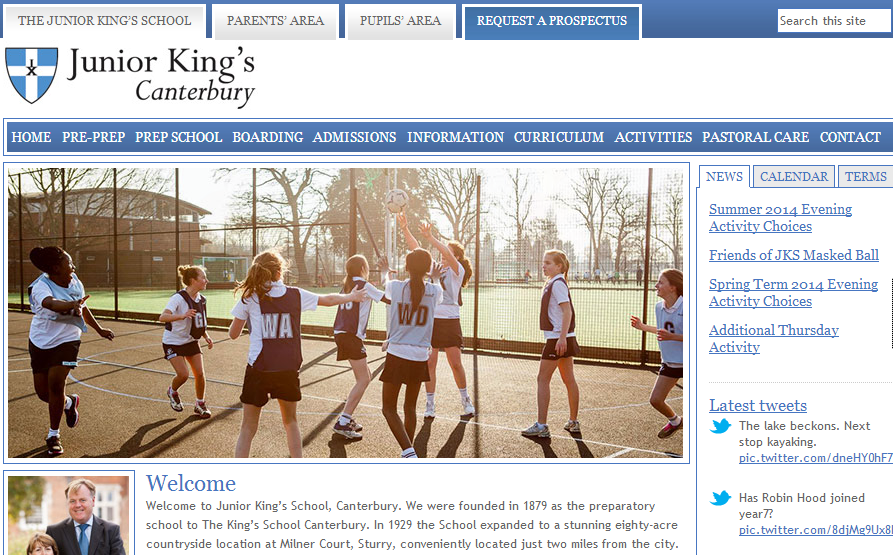 THE JUNIOR KING'S SCHOOL
PARENTS' AREA
PUPILS' AREA
REQUEST A PROSPECTUS
Search this site
Junior King's
Canterbury
HOME PRE-PREP PREP SCHOOL BOARDING ADMISSIONS INFORMATION CURRICULUM ACTIVITIES PASTORAL CARE CONTACT
WA
WD
NEWS CALENDAR TERMS
Summer 2014 Evening
Activity Choices
Friends of JKS Masked Ball
Spring Term 2014 Evening
Activity Choices
Additional Thursday
Activity
Latest tweets
The lake beckons. Next
stop kayaking.
pic.twitter.com/dneHY0hF7
Has Robin Hood joined
year7?
pic.twitter.com/8djMg9Ux8
Welcome
Welcome to Junior King's School, Canterbury. We were founded in 1879 as the preparatory
school to The King's School Canterbury. In 1929 the School expanded to a stunning eighty-acre
countryside location at Milner Court, Sturry, conveniently located just two miles from the city.